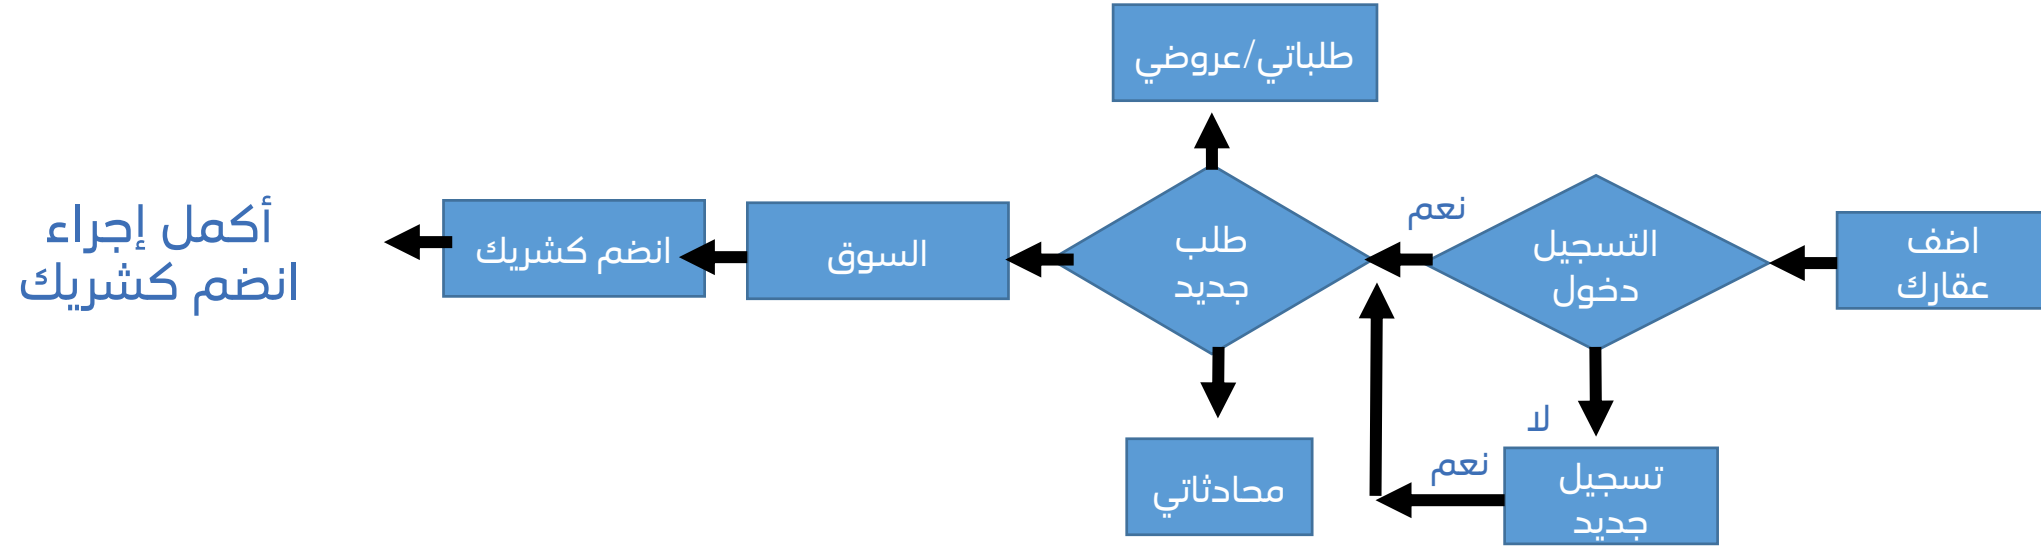 طلباتي/عروضي
اضف
عقارك
التسجيل
دخول
نعم
لا
تسجيل
جديد
نعم
طلب
جديد
محادثاتي
السوق
انضم كشريك
أكمل إجراء
انضم كشريك